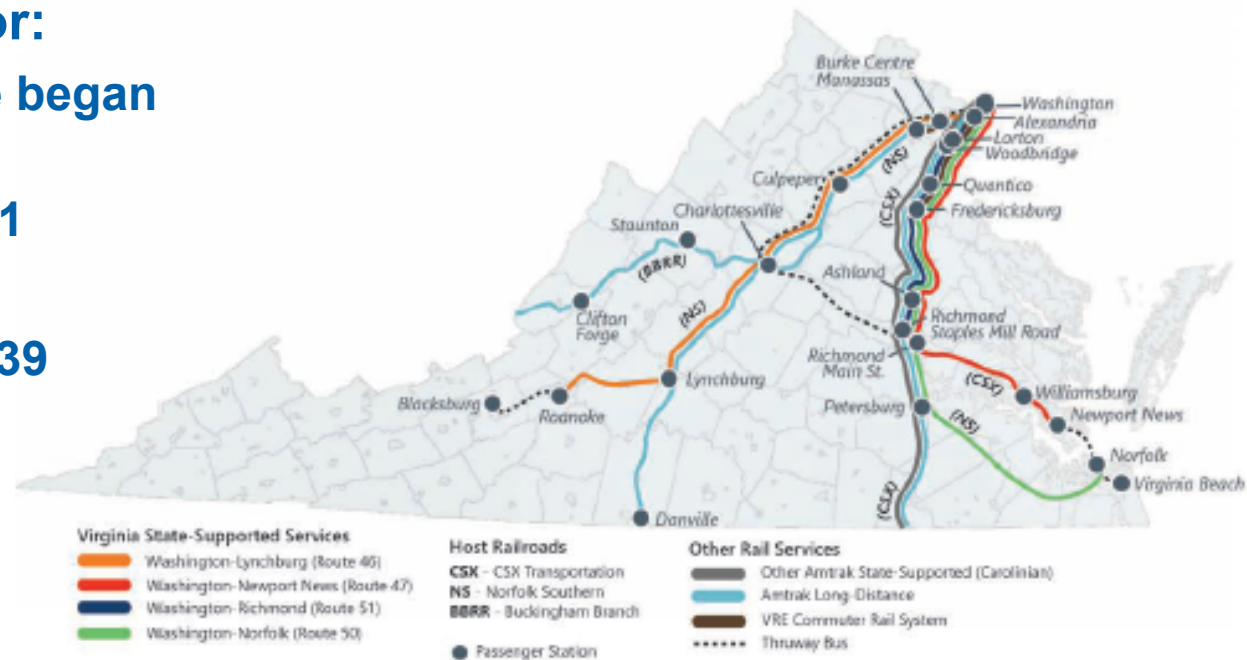 or:
e began
1
39
Burke Centre
Manassas
Washington
Alexandria
Lorton
Woodbridge
(NS)
Culpeper
Quantico
Charlottesville
(CSX)
Fredericksburg
Staunton
(BBRR)
Ashland
Clifton
Forge
(NS)
Richmond
Staples Mill Road
Richmond
Main St.
Lynchburg
(CSX)
Williamsburg
Blacksburg
Roanoke
Petersburg
(NS)
Newport News
Norfolk
Virginia Beach
(CSX)
Danville
Virginia State-Supported Services
Washington-Lynchburg (Route 46)
Washington-Newport News (Route 47)
Washington-Richmond (Route 51)
Washington-Norfolk (Route 50)
Host Railroads
CSX - CSX Transportation
NS - Norfolk Southern
BBRR - Buckingham Branch
Passenger Station
Other Rail Services
Other Amtrak State-Supported (Carolinian)
Amtrak Long-Distance
VRE Commuter Rail System
Thruway Bus